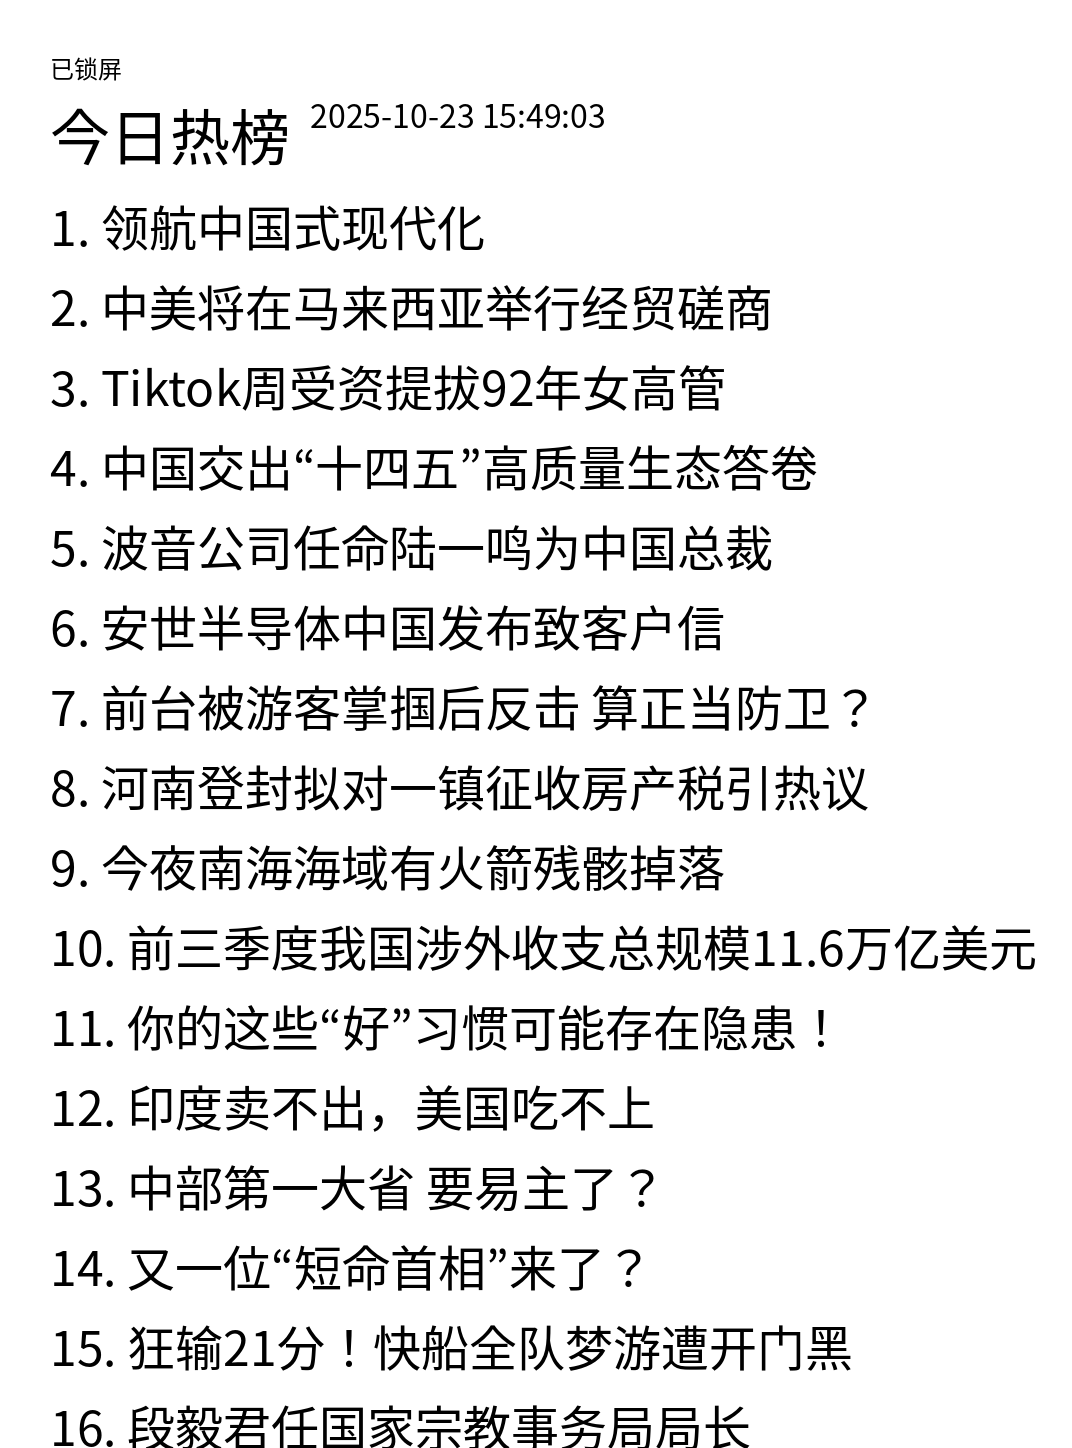 已锁屏
今日热榜 2025-10-23 15:49:03
1. 领航中国式现代化
2. 中美将在马来西亚举行经贸磋商
3. Tiktok周受资提拔92年女高管
4. 中国交出“十四五”高质量生态答卷
5. 波音公司任命陆一鸣为中国总裁
6. 安世半导体中国发布致客户信
7. 前台被游客掌掴后反击 算正当防卫？
8. 河南登封拟对一镇征收房产税引热议
9. 今夜南海海域有火箭残骸掉落
10. 前三季度我国涉外收支总规模11.6万亿美元
11. 你的这些“好”习惯可能存在隐患！
12. 印度卖不出，美国吃不上
13. 中部第一大省 要易主了？
14. 又一位“短命首相”来了？
15. 狂输21分！快船全队梦游遭开门黑
16. 段毅君任国家宗教事务局局长